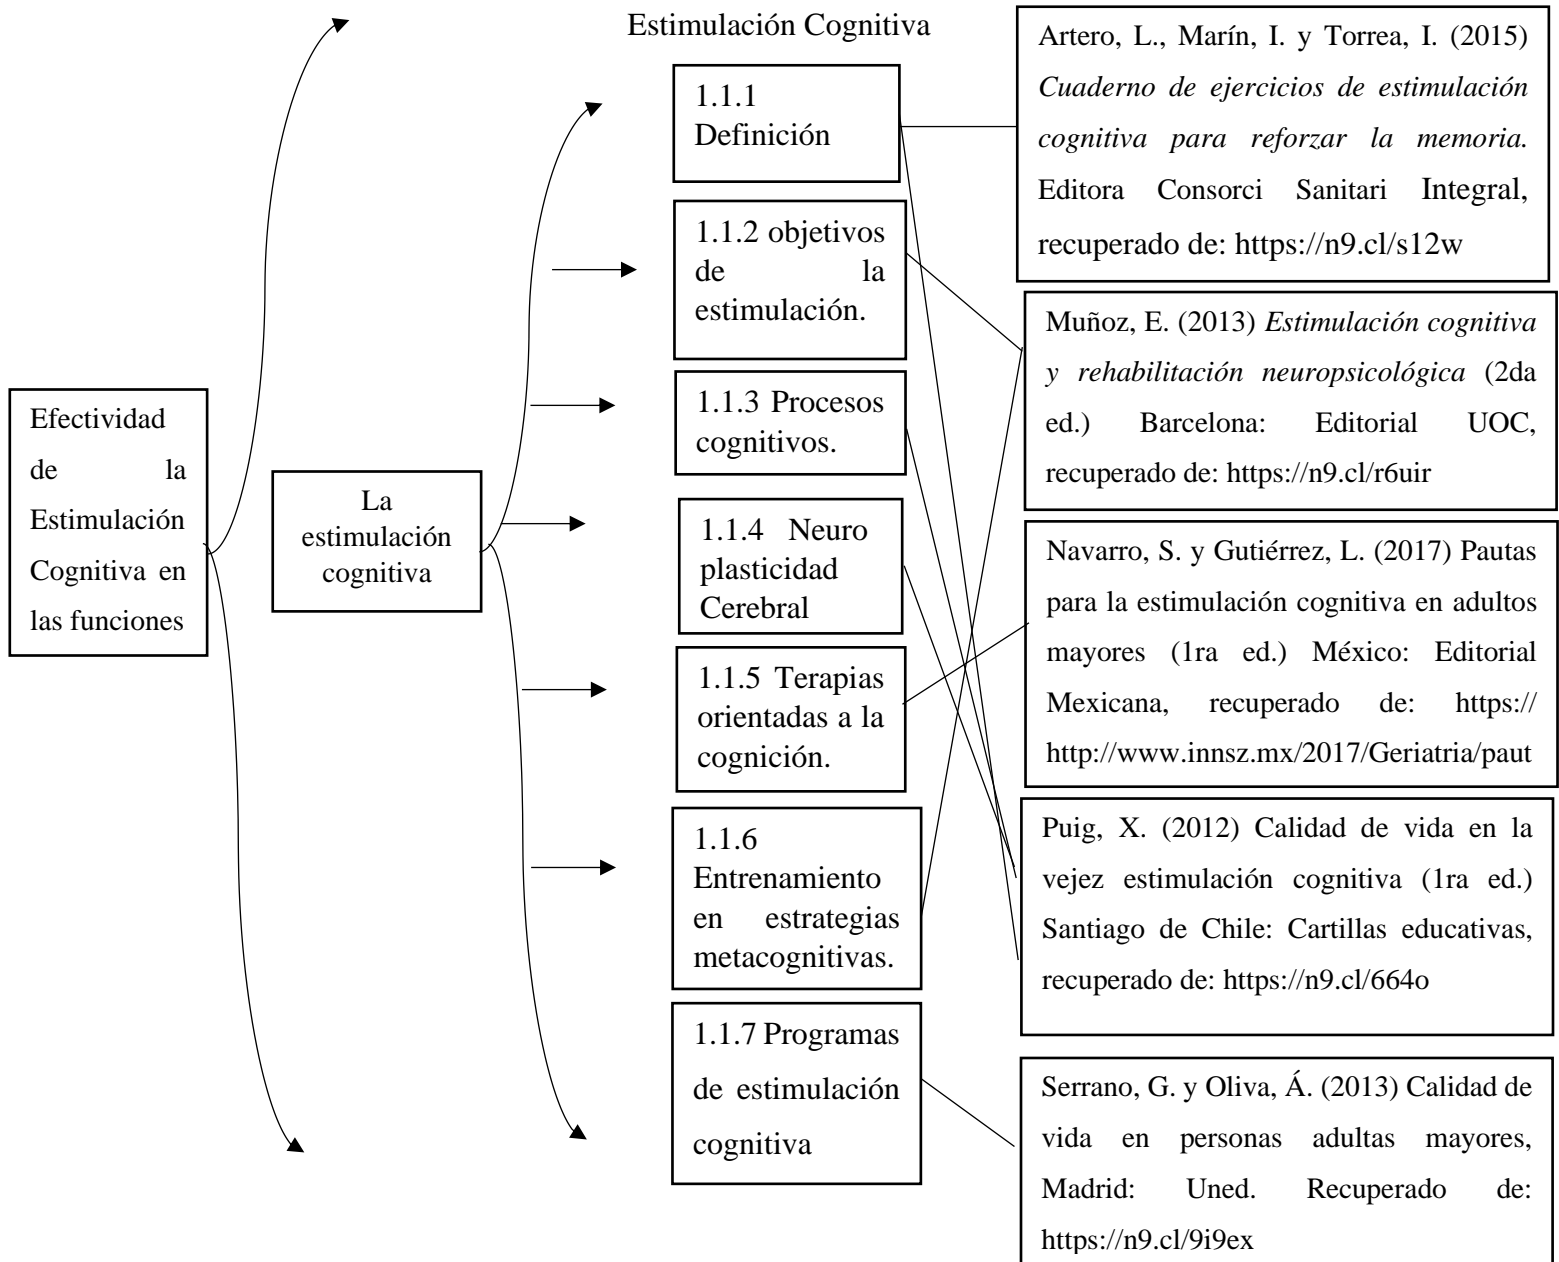 Estimulación Cognitiva
Efectividad
de la
Estimulación
Cognitiva en
las funciones
La
estimulación
cognitiva
1.1.1
Definición
1.1.2 objetivos
de la
estimulación.
1.1.3 Procesos
cognitivos.
1.1.4 Neuro
plasticidad
Cerebral
1.1.5 Terapias
orientadas a la
cognición.
1.1.6
Entrenamiento
en estrategias
metacognitivas.
1.1.7 Programas
de estimulación
cognitiva
Artero, L., Marín, I. y Torrea, I. (2015)
Cuaderno de ejercicios de estimulación
cognitiva para reforzar la memoria.
Editora Consorci Sanitari Integral,
recuperado de: https://n9.cl/s12w
Muñoz, E. (2013) Estimulación cognitiva
y rehabilitación neuropsicológica (2da
ed.) Barcelona: Editorial UOC,
recuperado de: https://n9.cl/r6uir
Navarro, S. y Gutiérrez, L. (2017) Pautas
para la estimulación cognitiva en adultos
mayores (1ra ed.) México: Editorial
Mexicana, recuperado de: https://
http://www.innsz.mx/2017/Geriatria/paut
Puig, X. (2012) Calidad de vida en la
vejez estimulación cognitiva (1ra ed.)
Santiago de Chile: Cartillas educativas,
recuperado de: https://n9.cl/664o
Serrano, G. y Oliva, Á. (2013) Calidad de
vida en personas adultas mayores,
Madrid: Uned. Recuperado de:
https://n9.cl/9i9ex